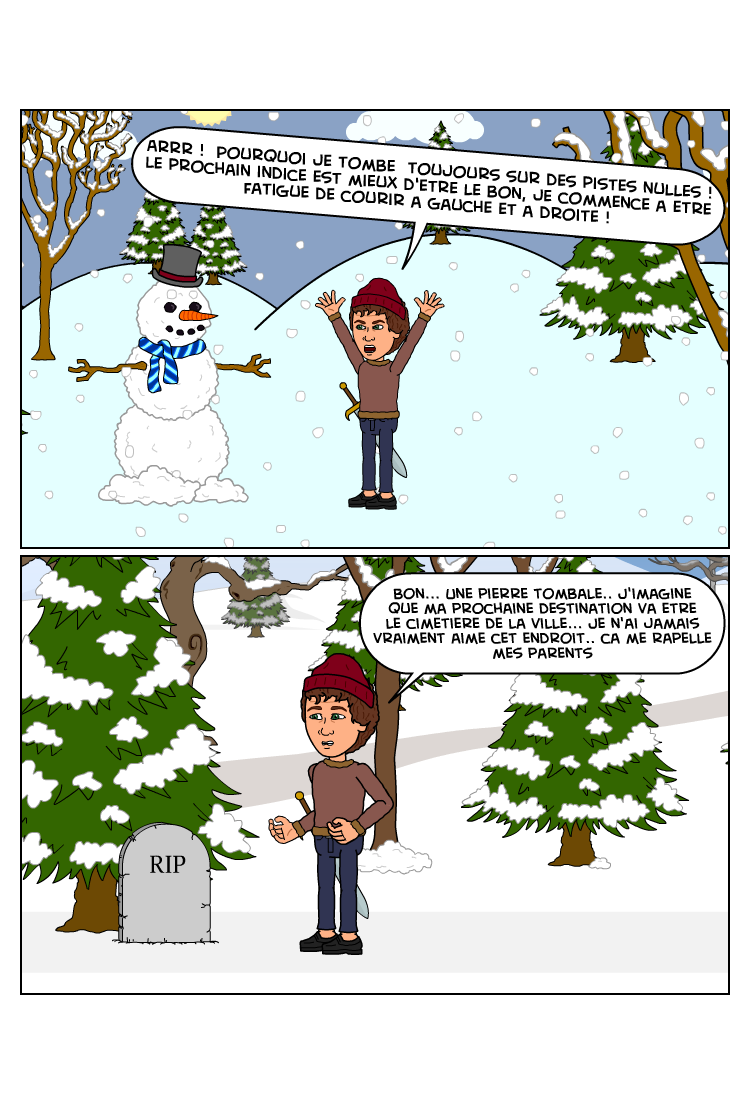 ARRR ! POURQUOI JE TOMBE TOUJOURS SUR DES PISTES NULLES !
LE PROCHAIN INDICE EST MIEUX D'ETRE LE BON, JE COMMENCE A ETRE
FATIGUE DE COURIR A GAUCHE ET A DROITE !
BON... UNE PIERRE TOMBALE.. J'IMAGINE
QUE MA PROCHAINE DESTINATION VA ETRE
LE CIMETIERE DE LA VILLE... JE N'AI JAMAIS
VRAIMENT AIME CET ENDROIT.. CA ME RAPELLE
MES PARENTS
RIP